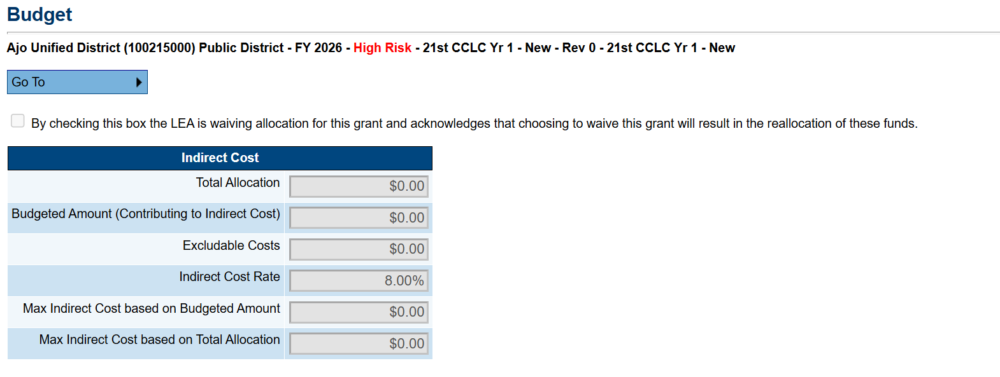 Budget
Ajo Unified District (100215000) Public District - FY 2026 - High Risk - 21st CCLC Yr 1 - New - Rev 0 - 21st CCLC Yr 1 - New
Go To
By checking this box the LEA is waiving allocation for this grant and acknowledges that choosing to waive this grant will result in the reallocation of these funds.
Indirect Cost
Total Allocation $0.00
Budgeted Amount (Contributing to Indirect Cost) $0.00
Excludable Costs $0.00
Indirect Cost Rate 8.00%
Max Indirect Cost based on Budgeted Amount $0.00
Max Indirect Cost based on Total Allocation $0.00